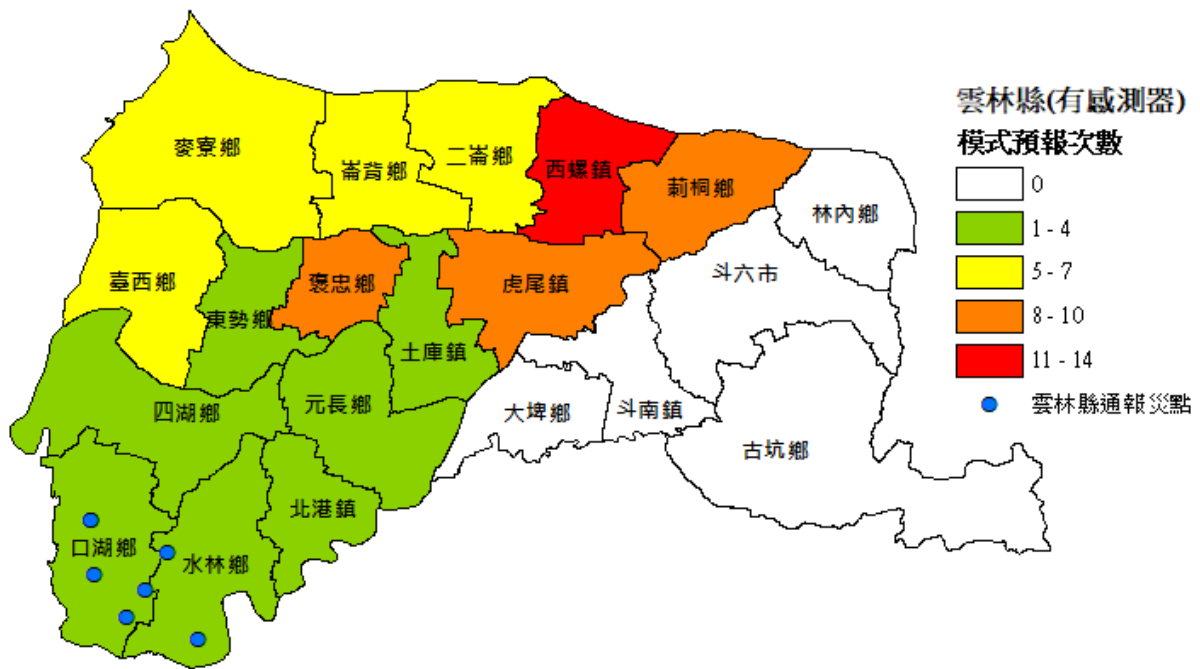 雲林縣(有感測器)
模式預報次數
0
1 - 4
5 - 7
8 - 10
11 - 14
雲林縣通報災點
麥寮鄉
崙背鄉
二崙鄉
西螺鎮
莿桐鄉
林內鄉
臺西鄉
東勢鄉
褒忠鄉
土庫鎮
虎尾鎮
斗六市
四湖鄉
元長鄉
大埤鄉
斗南鎮
古坑鄉
口湖鄉
水林鄉
北港鎮